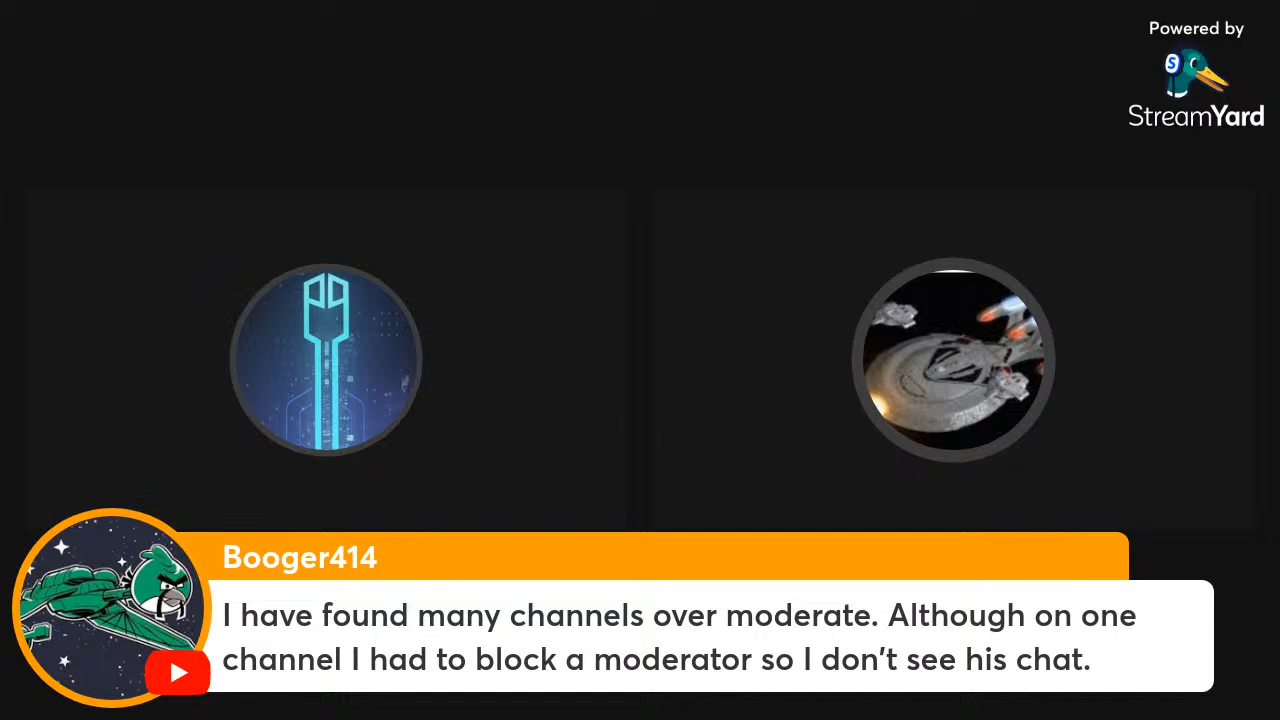 Powered by
StreamYard
Booger414
I have found many channels over moderate. Although on one
channel I had to block a moderator so I don't see his chat.